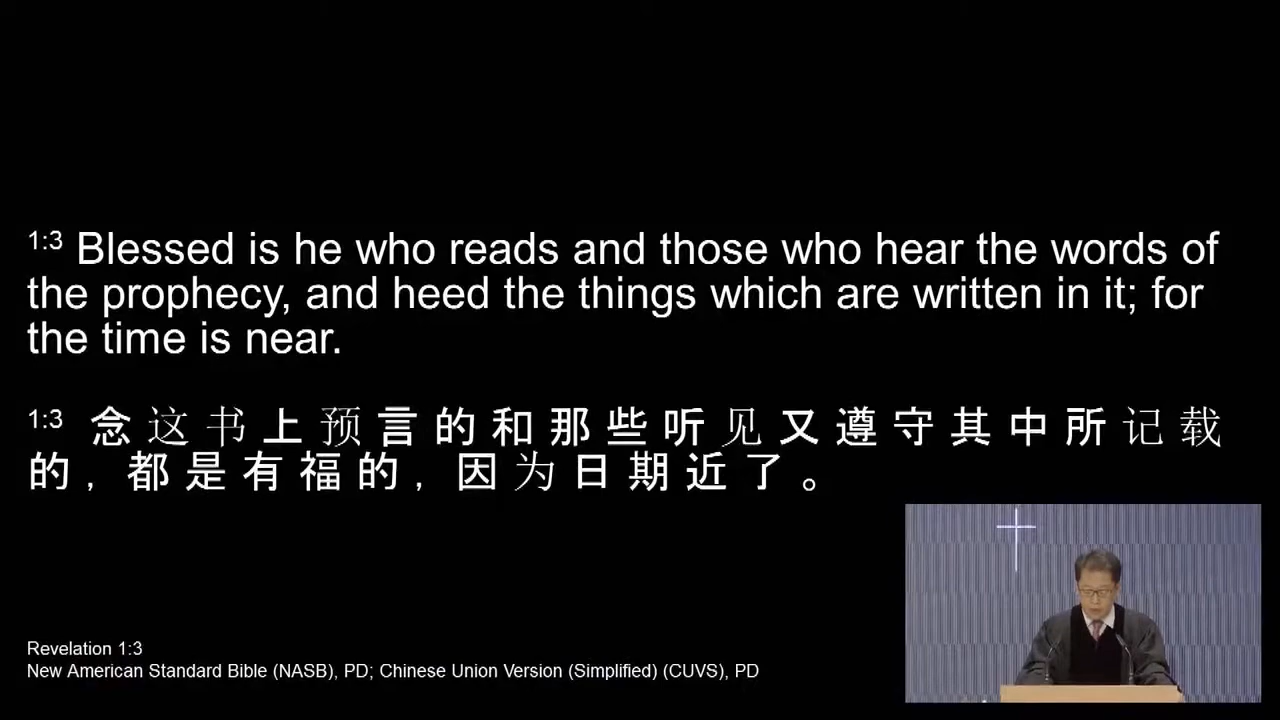 1:3 Blessed is he who reads and those who hear the words of
the prophecy, and heed the things which are written in it; for
the time is near.
1:3 念这书上预言的和那些听见又遵守其中所记载
的，都是有福的，因为日期近了。
Revelation 1:3
New American Standard Bible (NASB), PD; Chinese Union Version (Simplified) (CUVS), PD